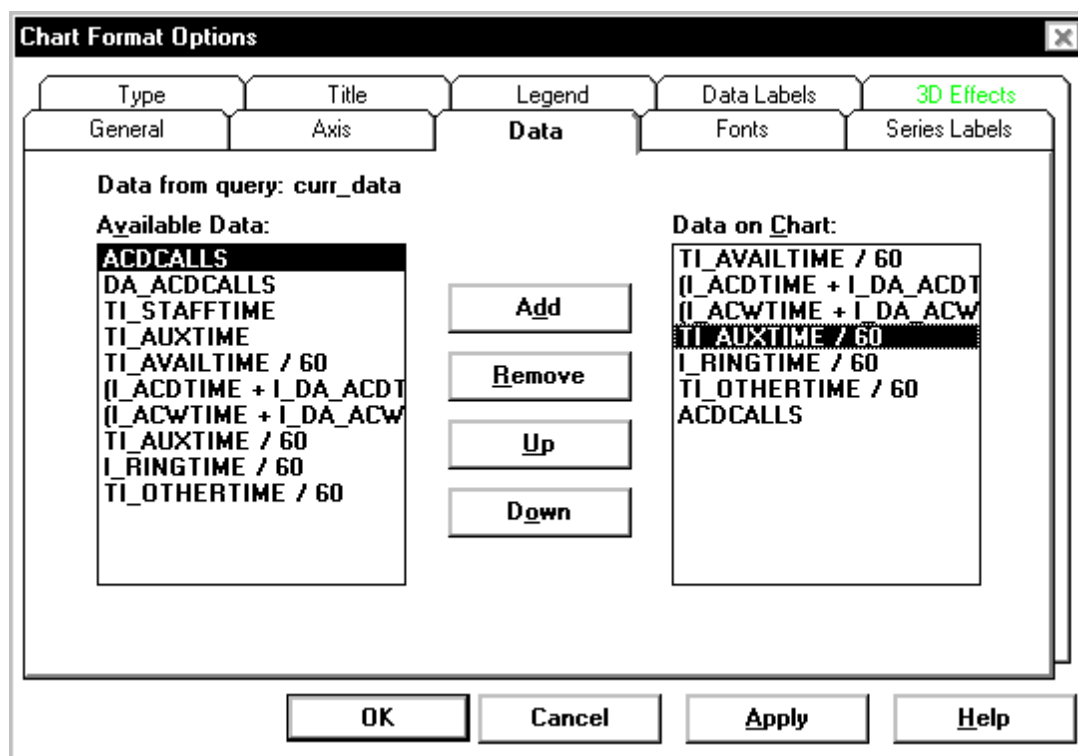 Chart Format Options
Type Title Legend Data Labels 3D Effects
General Axis Data Fonts Series Labels
Data from query: curr_data
Available Data:
ACDCALLS
DA_ACDCALLS
TI_STAFFTIME
TI_AUXTIME
TI_AVAILTIME / 60
(I_ACDTIME + I_DA_ACDT
(I_ACWTIME + I_DA_ACW
TI_AUXTIME / 60
I_RINGTIME / 60
TI_OTHERTIME / 60
Add
Remove
Up
Down
Data on Chart:
TI_AVAILTIME / 60
(I_ACDTIME + I_DA_ACDT
(I_ACWTIME + I_DA_ACW
TI_AUXTIME / 60
I_RINGTIME / 60
TI_OTHERTIME / 60
ACDCALLS
OK Cancel Apply Help